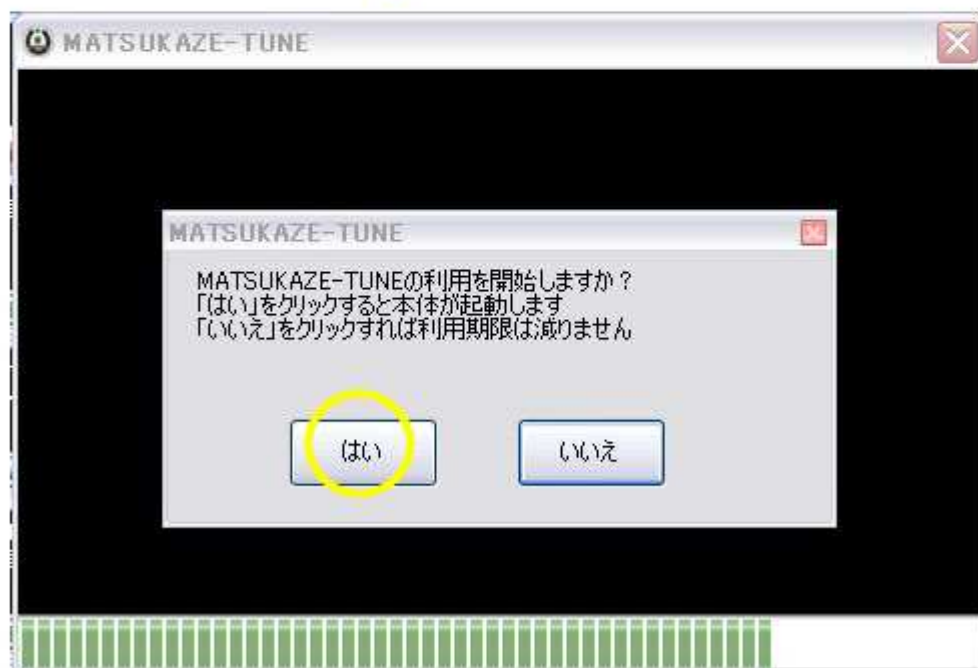 MATSUKAZE-TUNE
MATSUKAZE-TUNE
MATSUKAZE-TUNEの利用を開始しますか？
「はい」をクリックすると本体が起動します
「いいえ」をクリックすれば利用期限は減りません
はい
いいえ